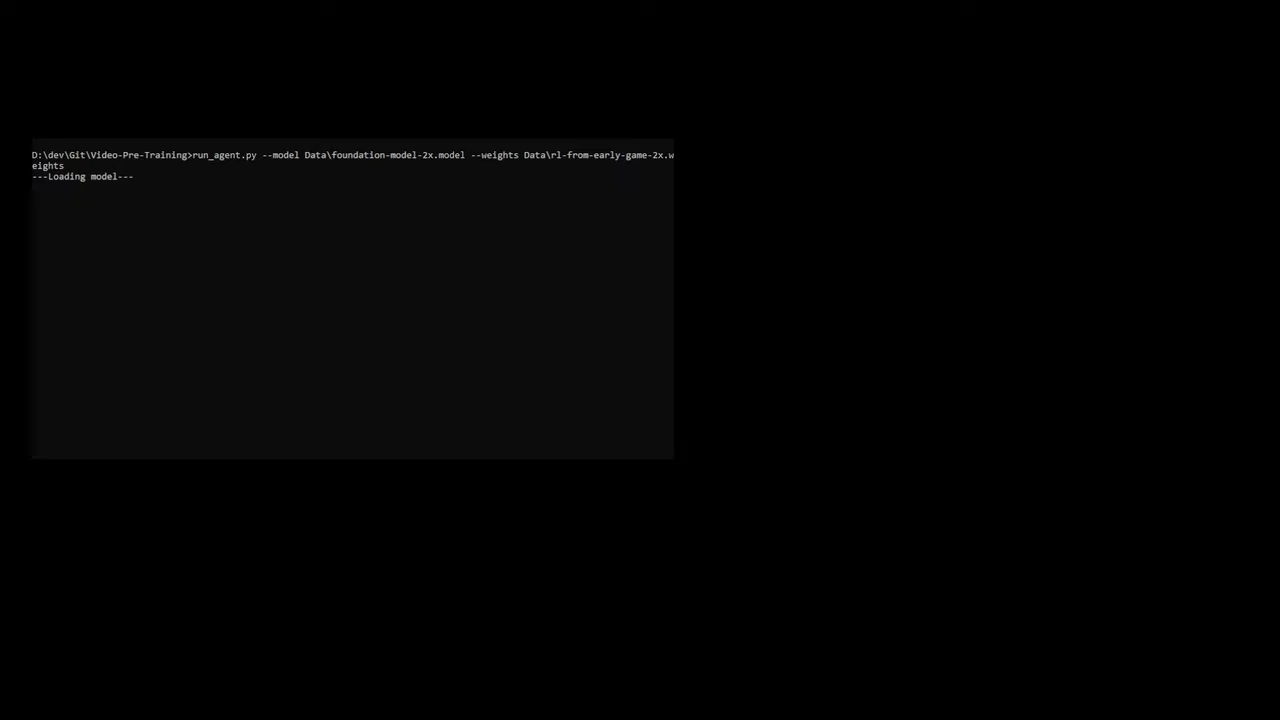 D:\dev\Git\Video-Pre-Training>run_agent.py --model Data\foundation-model-2x.model --weights Data\rl-from-early-game-2x.w
eights
---Loading model---